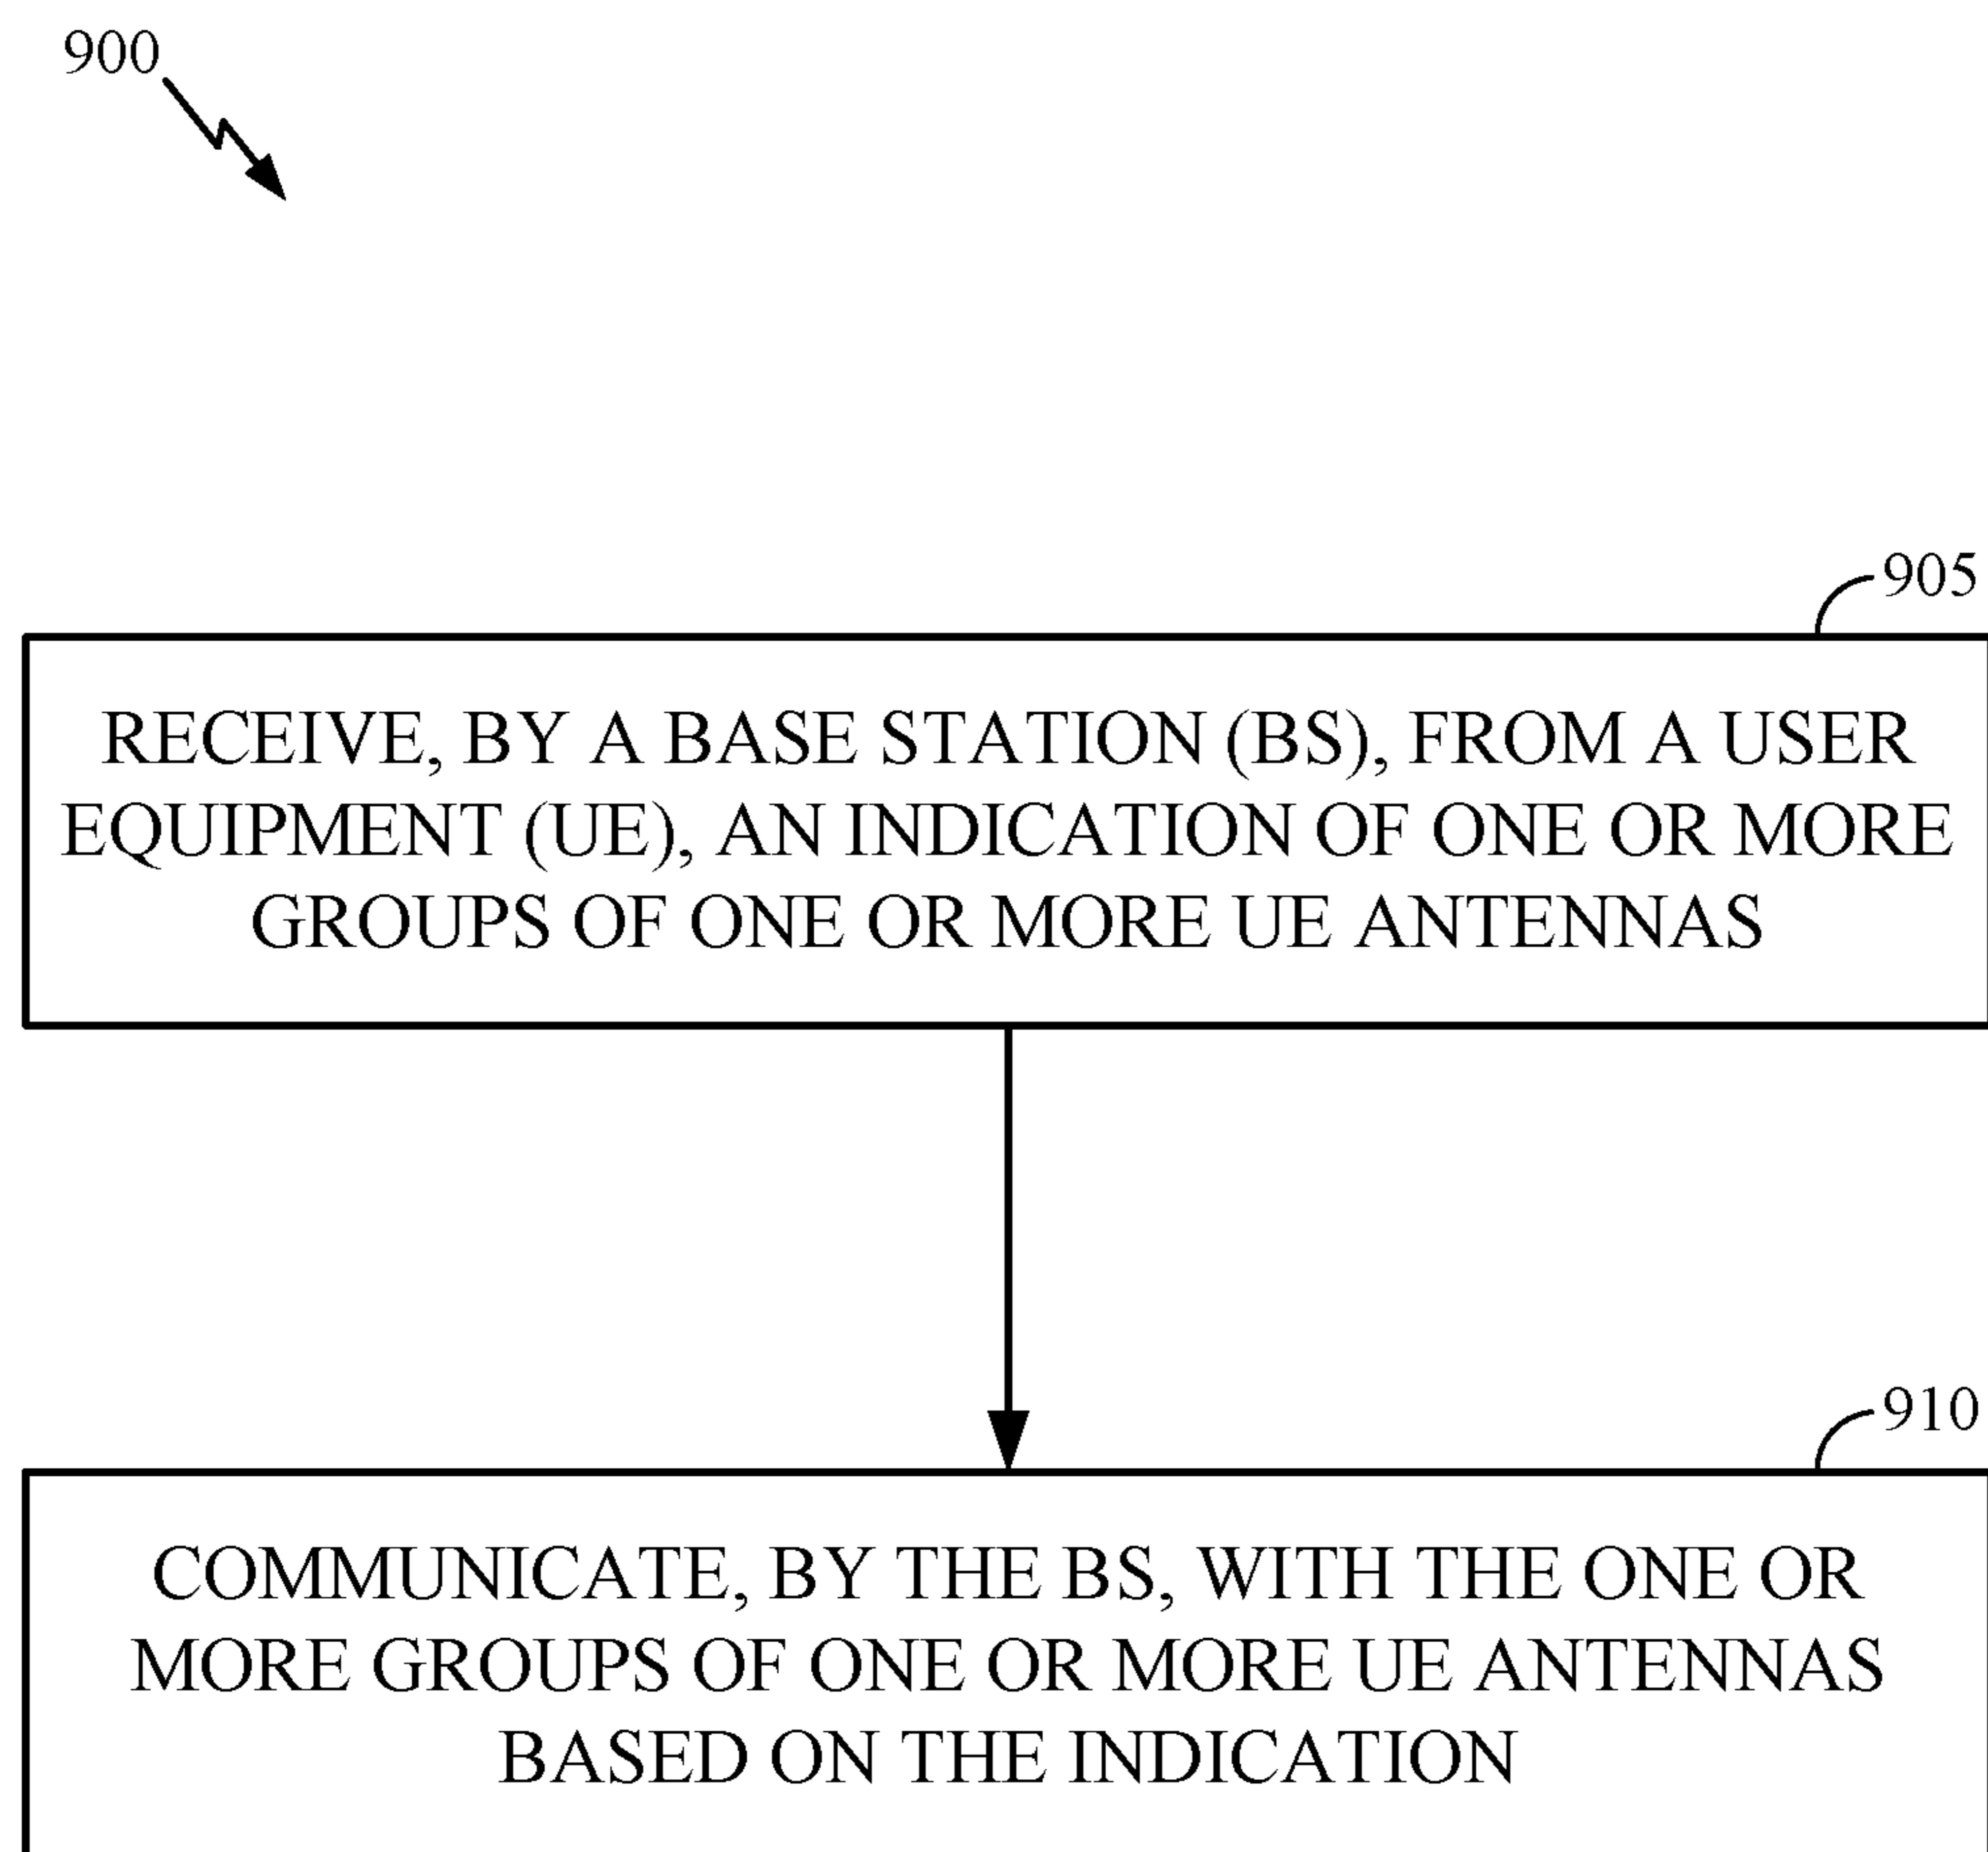 900
905
RECEIVE, BY A BASE STATION (BS), FROM A USER
EQUIPMENT (UE), AN INDICATION OF ONE OR MORE
GROUPS OF ONE OR MORE UE ANTENNAS
910
COMMUNICATE, BY THE BS, WITH THE ONE OR
MORE GROUPS OF ONE OR MORE UE ANTENNAS
BASED ON THE INDICATION